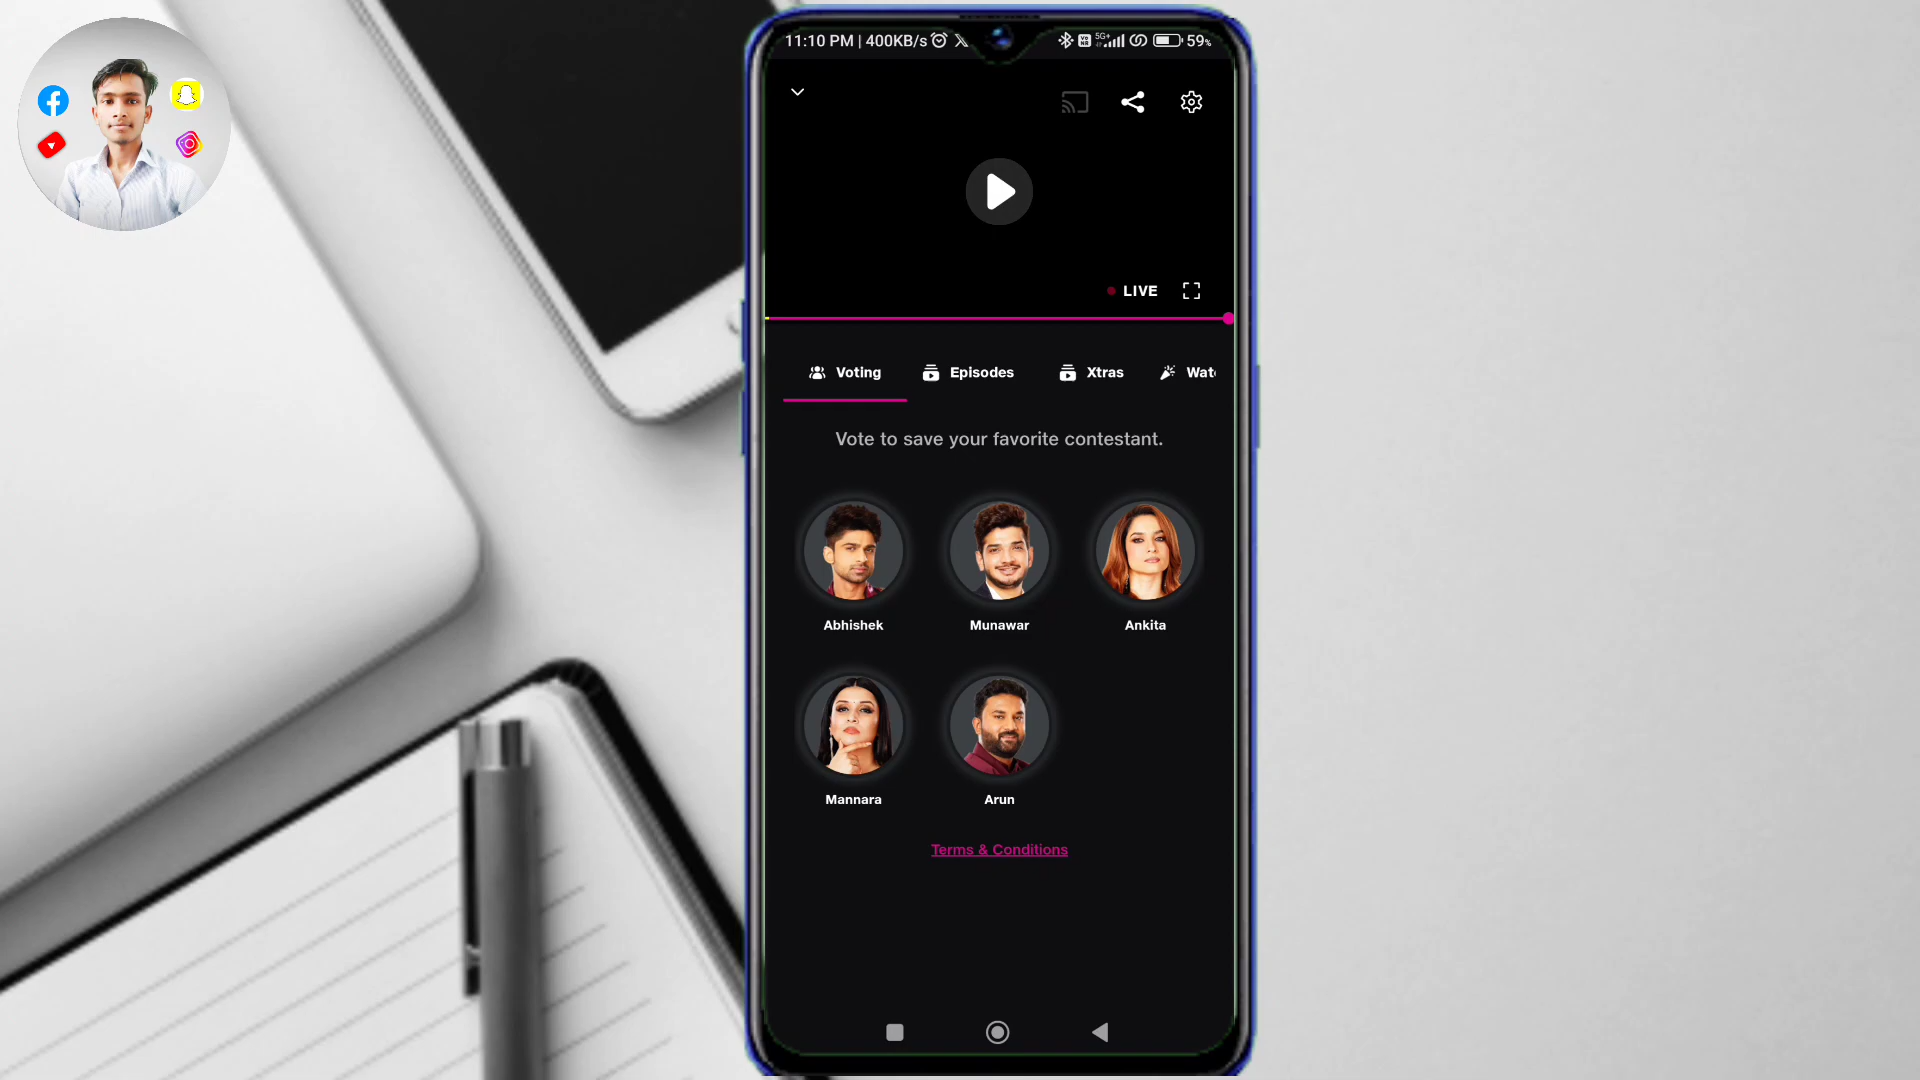 11:10 PM | 400KB/s 5G+ 59%
LIVE
Voting Episodes Xtras
Vote to save your favorite contestant.
Abhishek Munawar Ankita
Mannara Arun
Terms & Conditions